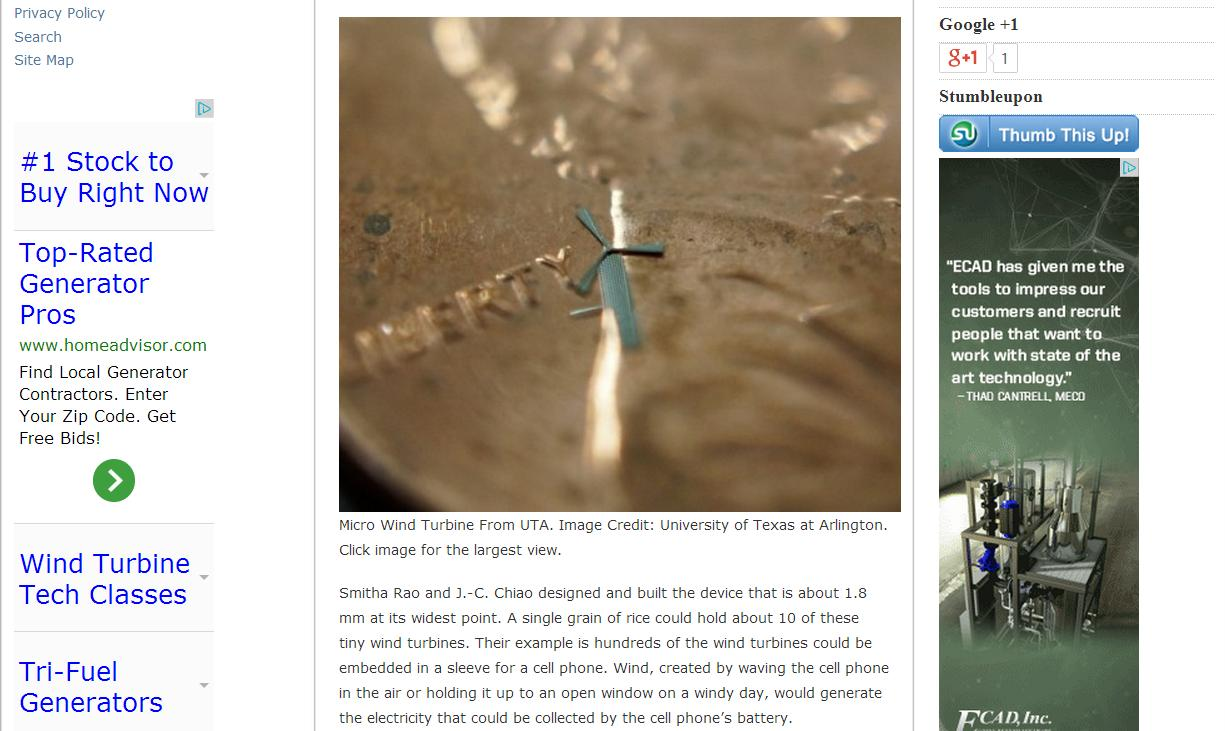 Privacy Policy
Search
Site Map
#1 Stock to
Buy Right Now
Top-Rated
Generator
Pros
www.homeadvisor.com
Find Local Generator
Contractors. Enter
Your Zip Code. Get
Free Bids!
Wind Turbine
Tech Classes
Tri-Fuel
Generators
LIBERTY
Micro Wind Turbine From UTA. Image Credit: University of Texas at Arlington.
Click image for the largest view.
Smitha Rao and J.-C. Chiao designed and built the device that is about 1.8
mm at its widest point. A single grain of rice could hold about 10 of these
tiny wind turbines. Their example is hundreds of the wind turbines could be
embedded in a sleeve for a cell phone. Wind, created by waving the cell phone
in the air or holding it up to an open window on a windy day, would generate
the electricity that could be collected by the cell phone’s battery.
Google +1
g+1
1
Stumbleupon
Thumb This Up!
"ECAD has given me the
tools to impress our
customers and recruit
people that want to
work with state of the
art technology."
– THAD CANTRELL, MECO
ECAD, Inc.